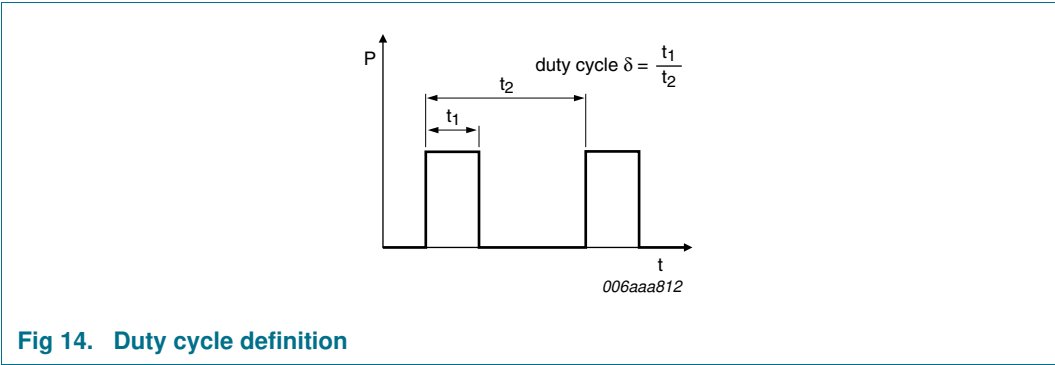 P
duty cycle δ = t1
t2
t2
t1
t
006aaa812
Fig 14. Duty cycle definition